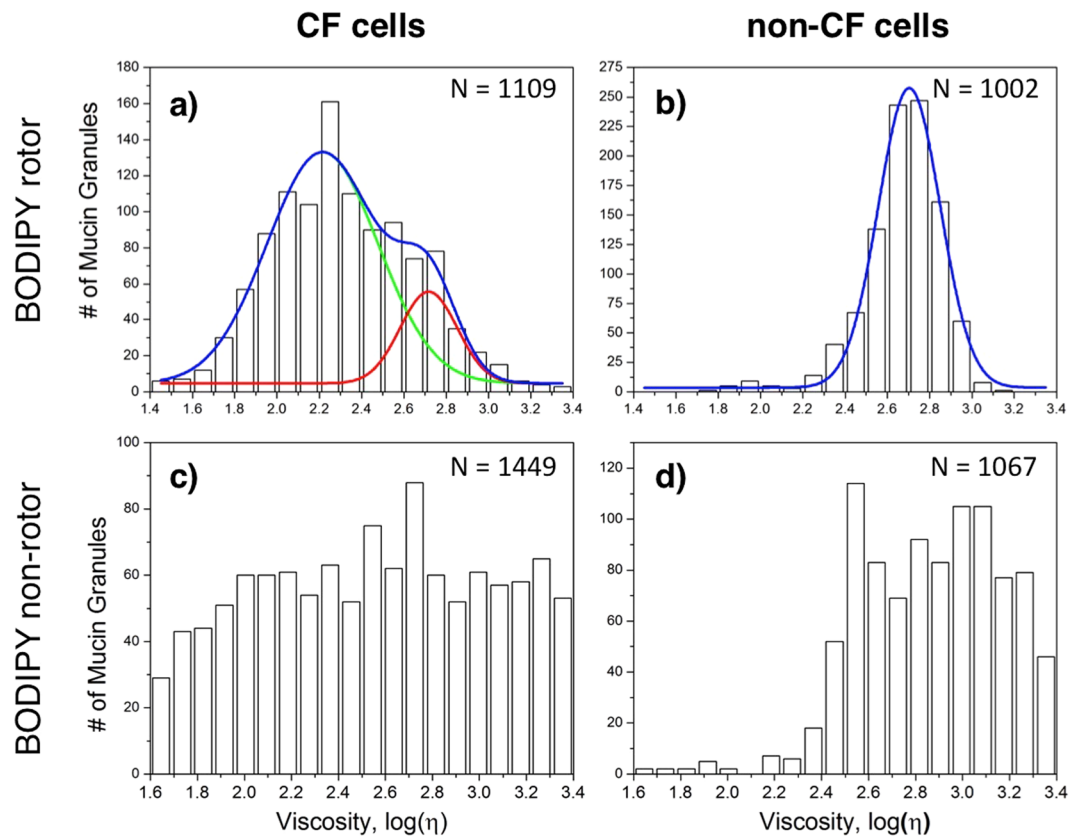 CF cells
non-CF cells
BODIPY rotor
# of Mucin Granules
a)
N = 1109
180
160
140
120
100
80
60
40
20
0
1.4 1.6 1.8 2.0 2.2 2.4 2.6 2.8 3.0 3.2 3.4
b)
N = 1002
275
250
225
200
175
150
125
100
75
50
25
0
1.4 1.6 1.8 2.0 2.2 2.4 2.6 2.8 3.0 3.2 3.4
BODIPY non-rotor
# of Mucin Granules
c)
N = 1449
100
80
60
40
20
0
1.6 1.8 2.0 2.2 2.4 2.6 2.8 3.0 3.2 3.4
Viscosity, log(η)
d)
N = 1067
120
100
80
60
40
20
0
1.6 1.8 2.0 2.2 2.4 2.6 2.8 3.0 3.2 3.4
Viscosity, log(η)